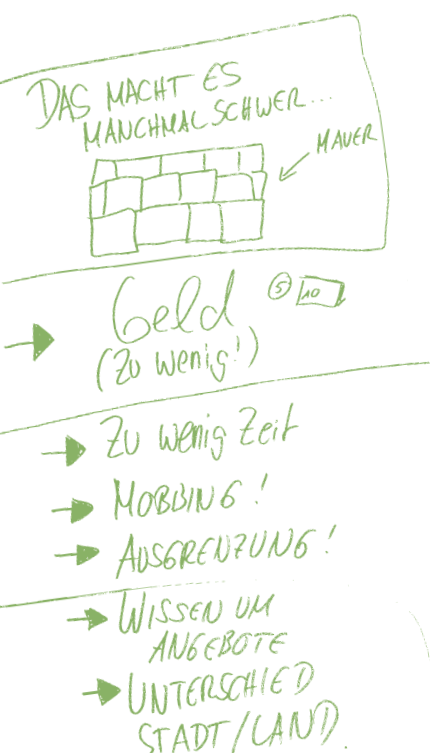 DAS MACHT ES
MANCHMAL SCHWER...
MAUER
Geld
5 10
(Zu wenig!)
Zu wenig Zeit
MOBBING!
AUSGRENZUNG!
WISSEN UM
ANGEBOTE
UNTERSCHIED
STADT/LAND